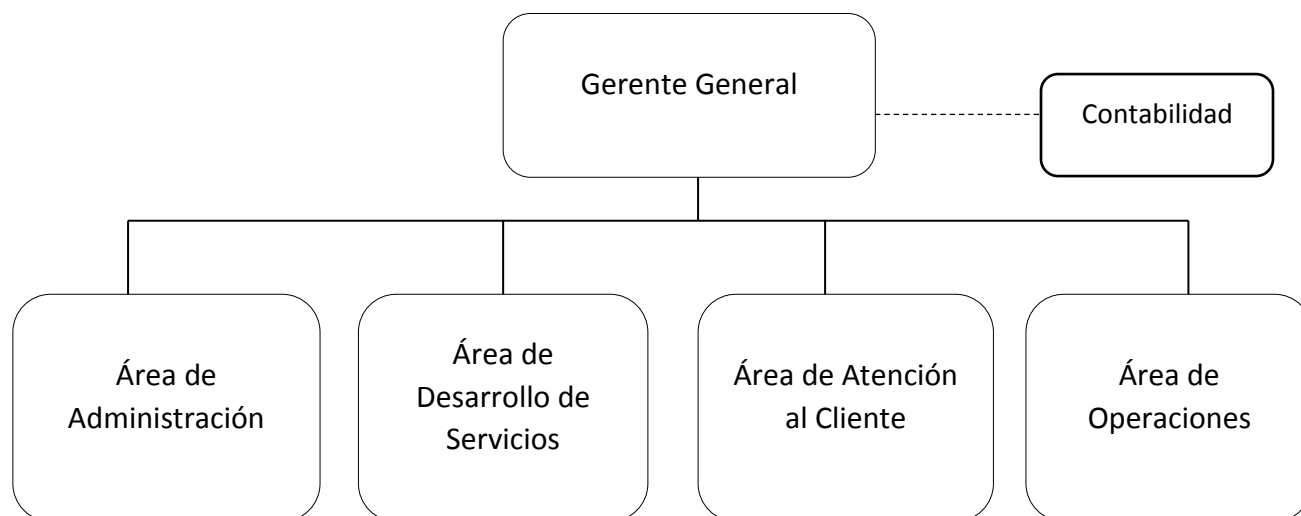 Gerente General
Contabilidad
Área de
Administración
Área de
Desarrollo de
Servicios
Área de Atención
al Cliente
Área de
Operaciones